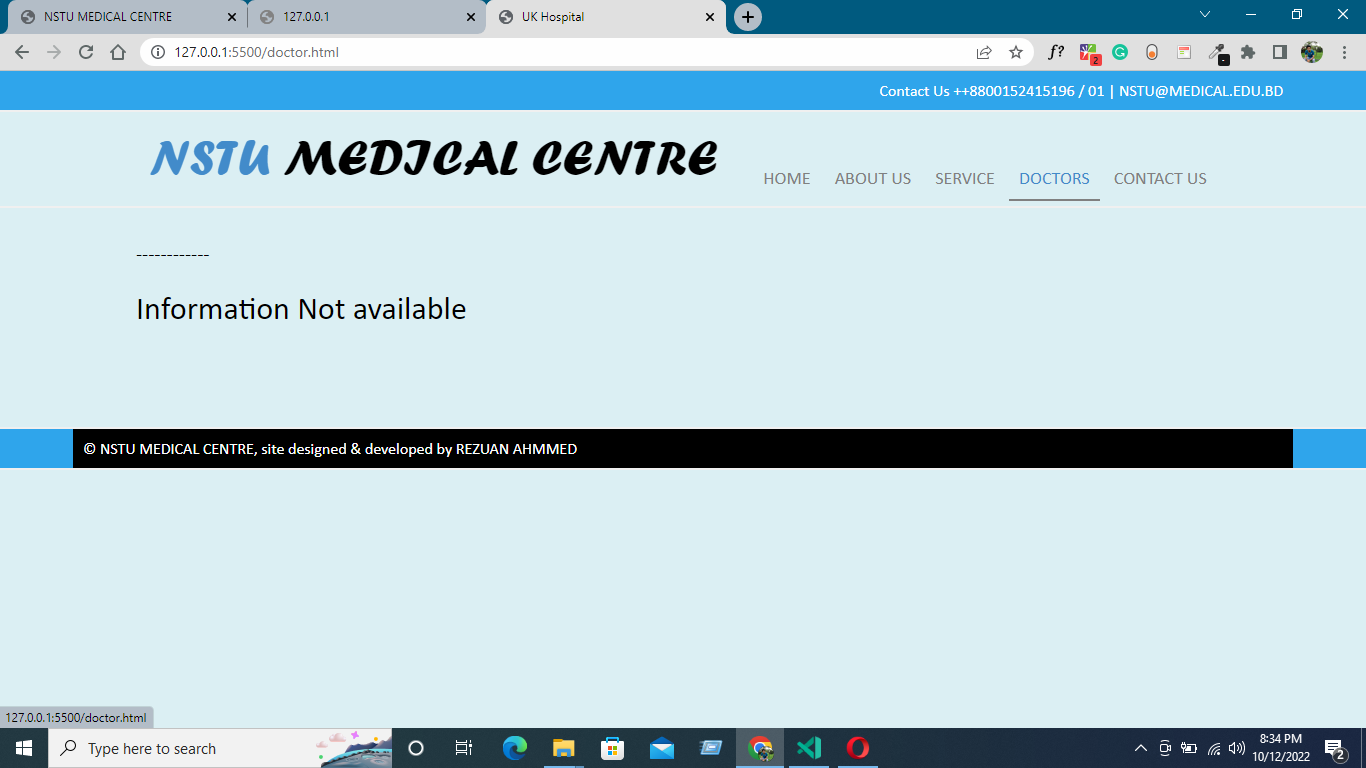 NSTU MEDICAL CENTRE
127.0.0.1
UK Hospital
127.0.0.1:5500/doctor.html
f?
2
Contact Us ++8800152415196 / 01 | NSTU@MEDICAL.EDU.BD
NSTU MEDICAL CENTRE
HOME ABOUT US SERVICE DOCTORS CONTACT US
------------
Information Not available
© NSTU MEDICAL CENTRE, site designed & developed by REZUAN AHMMED
127.0.0.1:5500/doctor.html
Type here to search
8:34 PM
10/12/2022
2